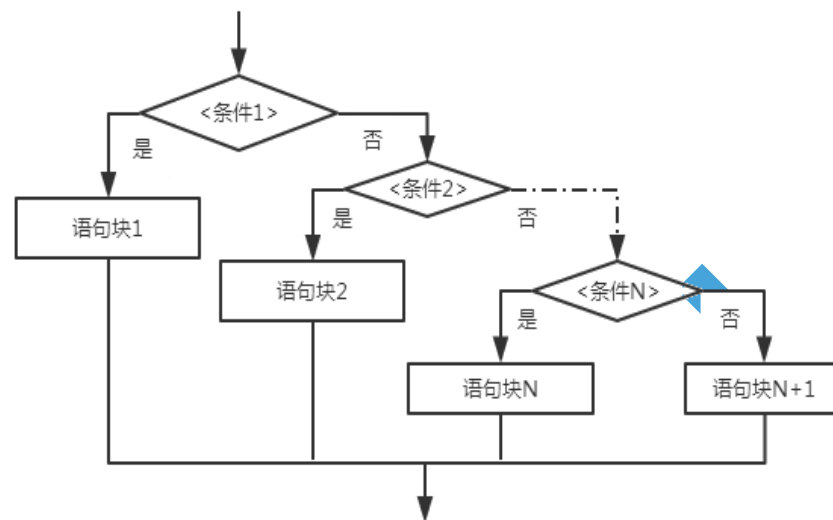 <条件1>
是
否
<条件2>
语句块1
是
否
语句块2
<条件N>
是
否
语句块N
语句块N+1